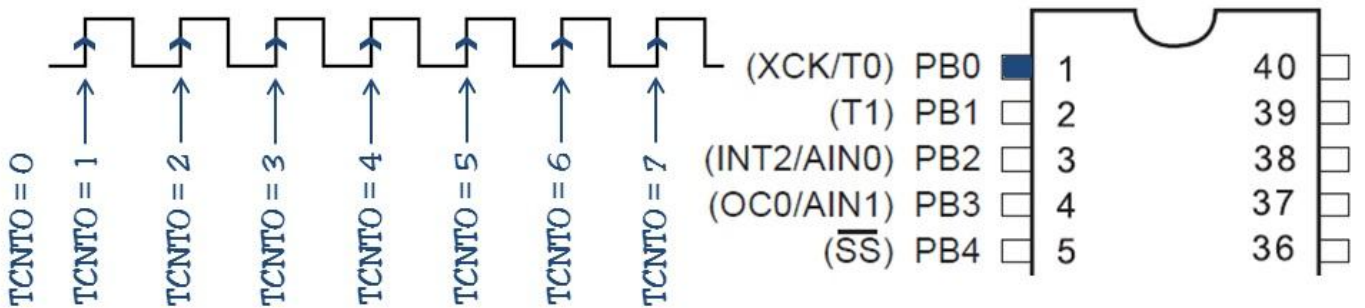 TCNT0 = 0
TCNT0 = 1
TCNT0 = 2
TCNT0 = 3
TCNT0 = 4
TCNT0 = 5
TCNT0 = 6
TCNT0 = 7
(XCK/T0) PB0 1 40
(T1) PB1 2 39
(INT2/AIN0) PB2 3 38
(OC0/AIN1) PB3 4 37
(S̅S̅) PB4 5 36